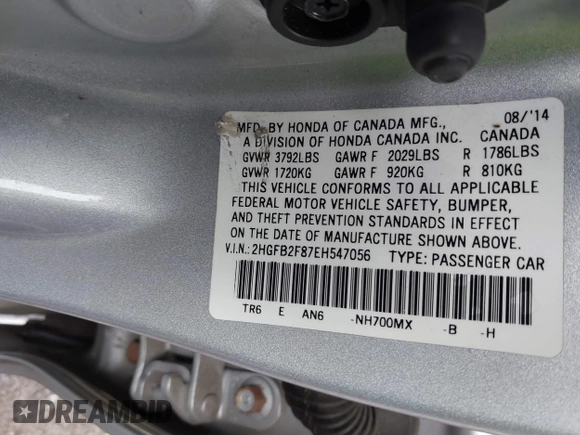 08/'14
MFD. BY HONDA OF CANADA MFG.,
A DIVISION OF HONDA CANADA INC. CANADA
GVWR 3792LBS GAWR F 2029LBS R 1786LBS
GVWR 1720KG GAWR F 920KG R 810KG
THIS VEHICLE CONFORMS TO ALL APPLICABLE
FEDERAL MOTOR VEHICLE SAFETY, BUMPER,
AND THEFT PREVENTION STANDARDS IN EFFECT
ON THE DATE OF MANUFACTURE SHOWN ABOVE.
V.I.N.: 2HGFB2F87EH547056 TYPE: PASSENGER CAR
TR6 E AN6 -NH700MX -B -H
DREAMBID